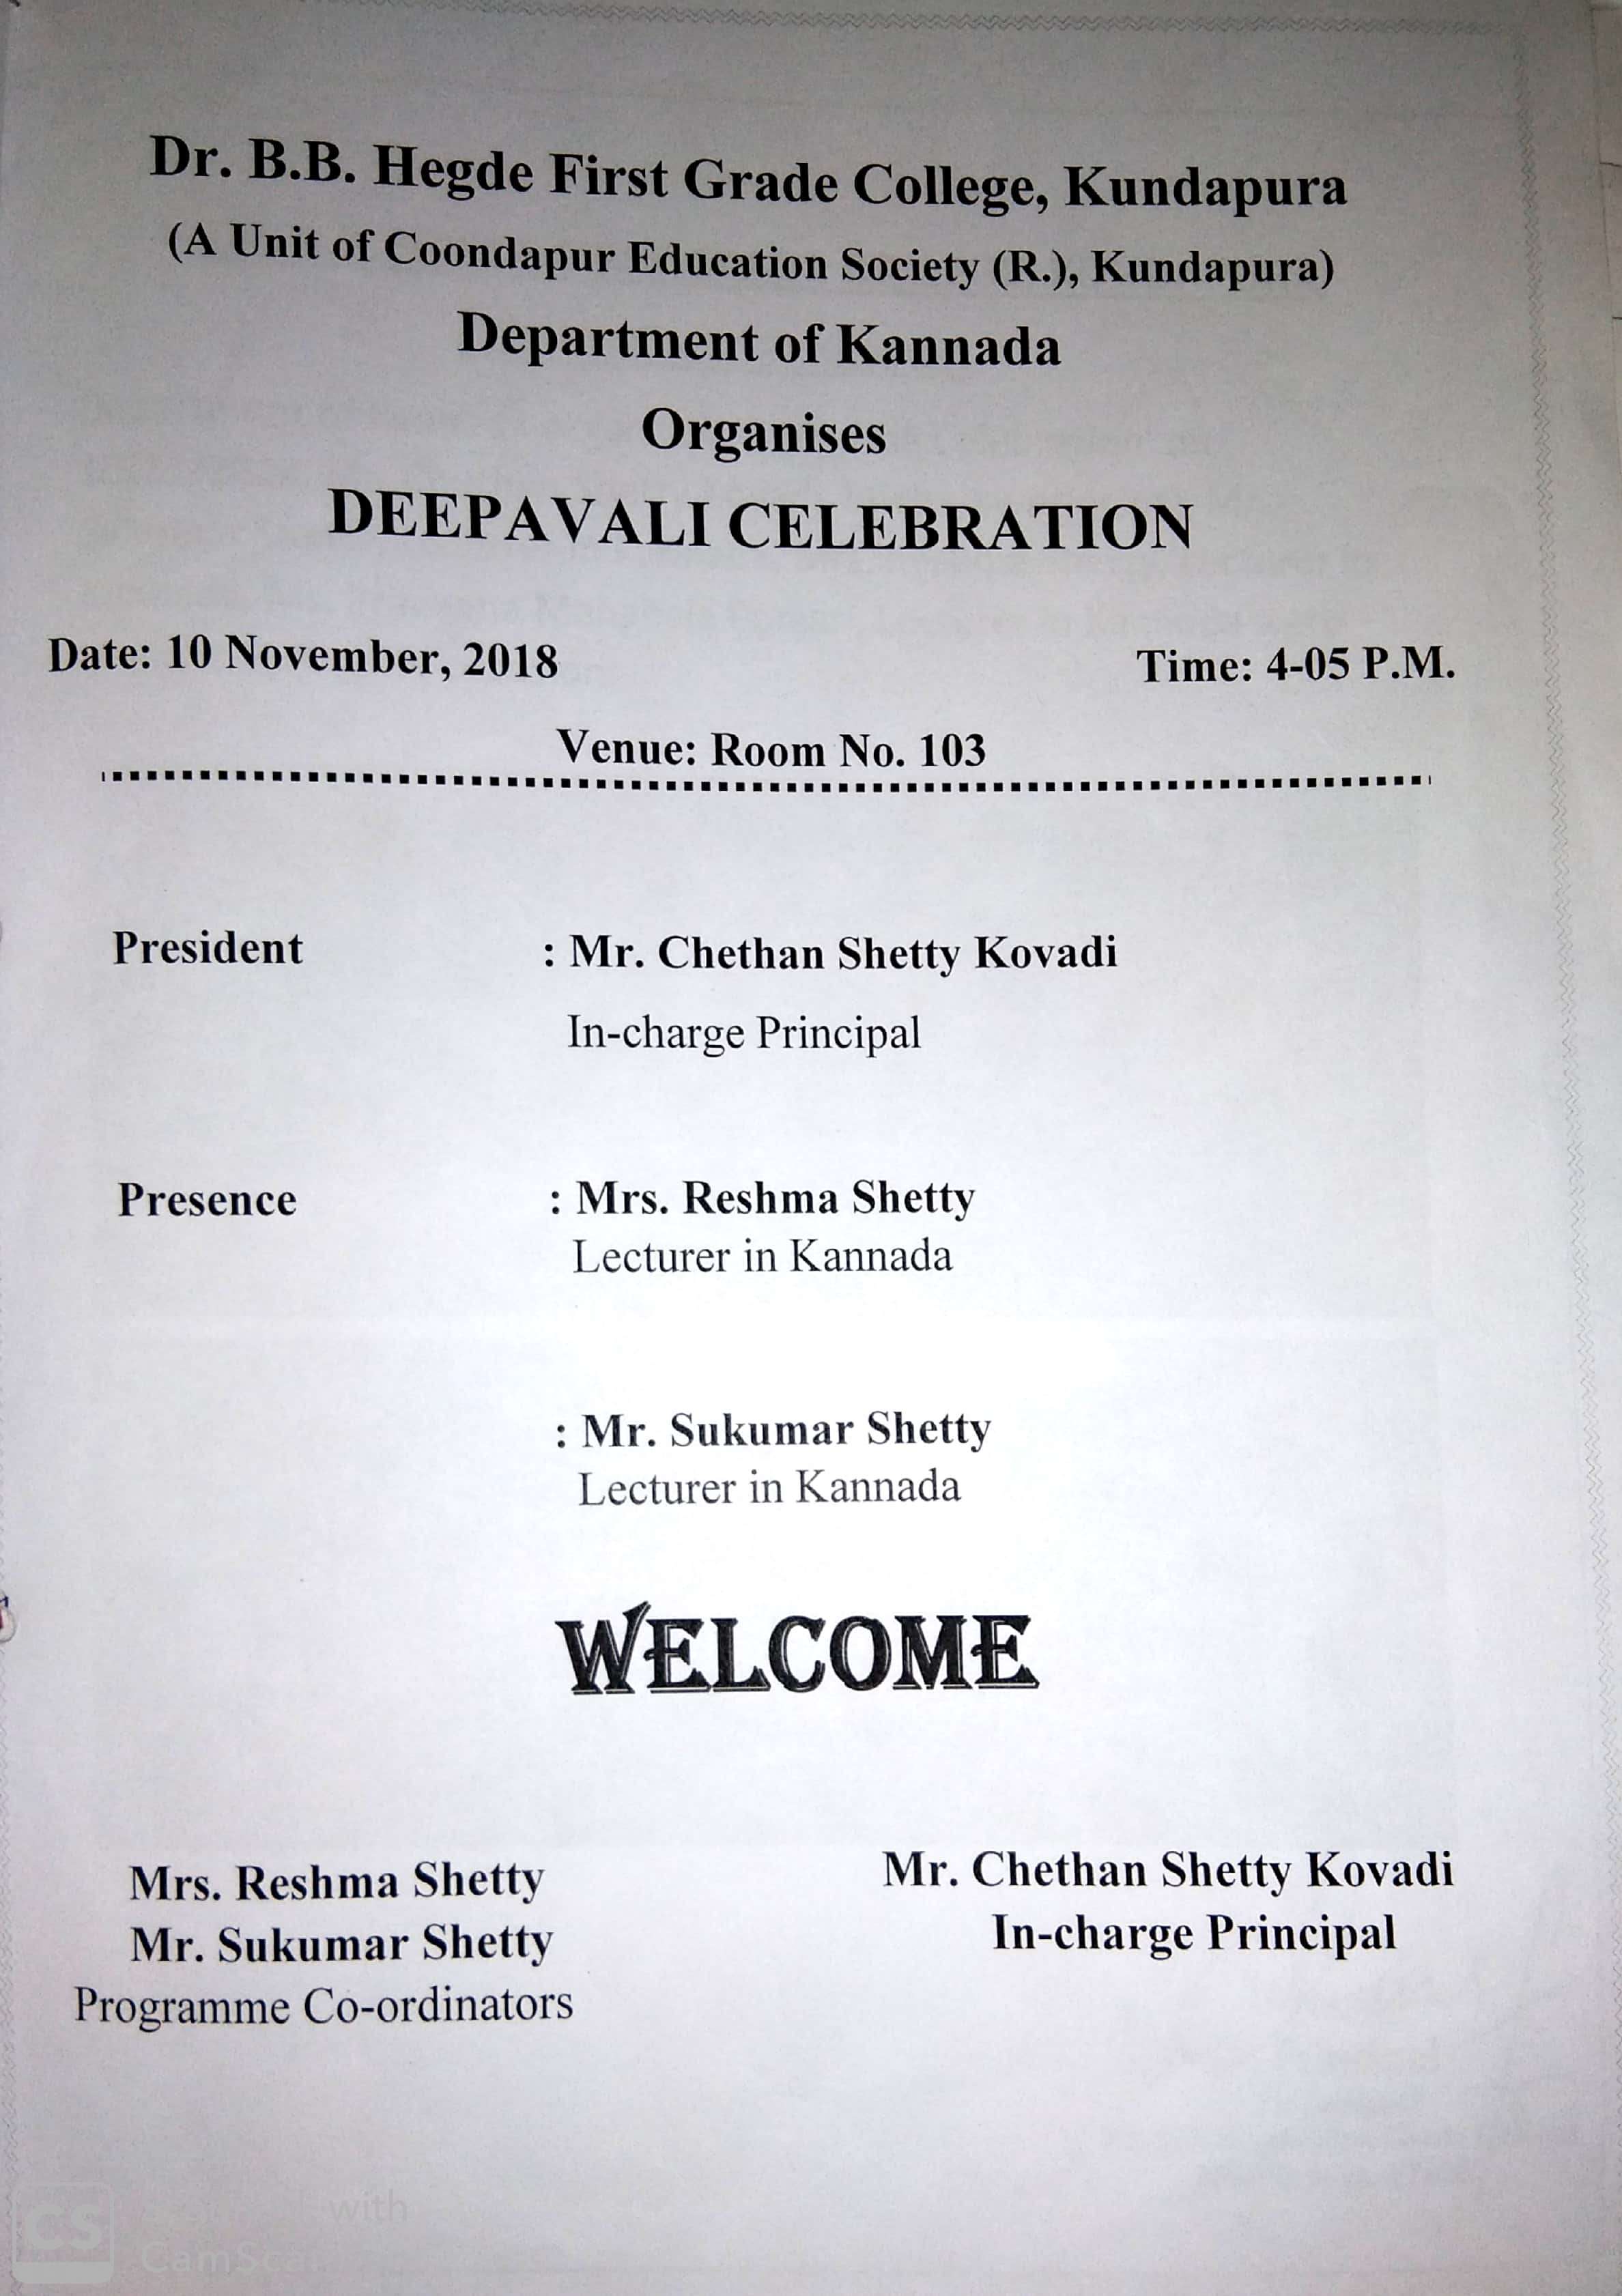 Dr. B.B. Hegde First Grade College, Kundapura
(A Unit of Coondapur Education Society (R.), Kundapura)
Department of Kannada
Organises
DEEPAVALI CELEBRATION
Date: 10 November, 2018 Time: 4-05 P.M.
Venue: Room No. 103
President : Mr. Chethan Shetty Kovadi
In-charge Principal
Presence : Mrs. Reshma Shetty
Lecturer in Kannada
: Mr. Sukumar Shetty
Lecturer in Kannada
WELCOME
Mrs. Reshma Shetty Mr. Chethan Shetty Kovadi
Mr. Sukumar Shetty In-charge Principal
Programme Co-ordinators
CS with
CamSca